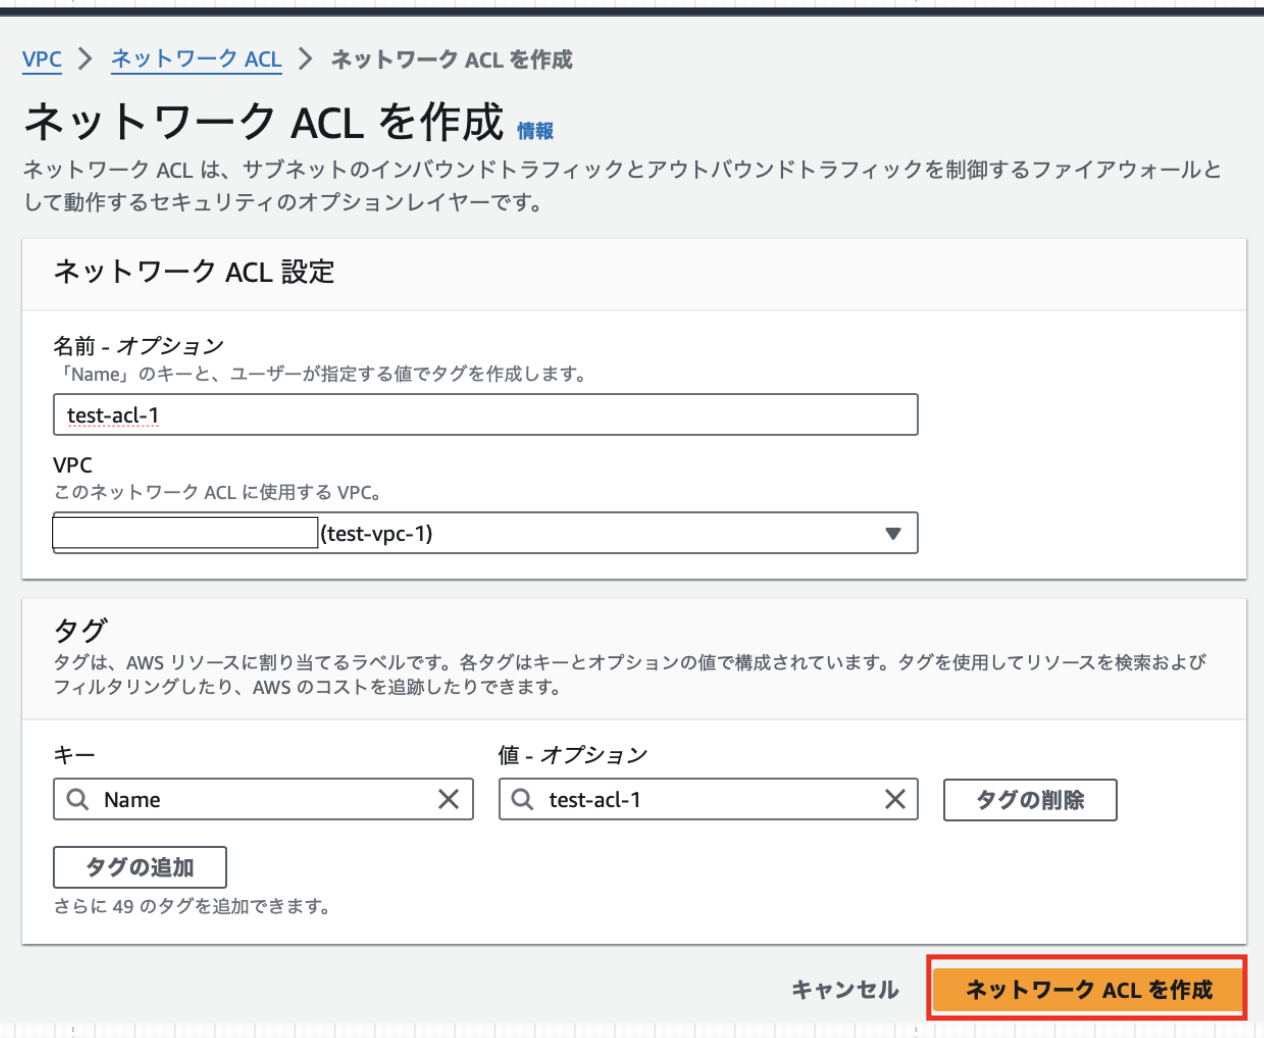 VPC > ネットワーク ACL > ネットワーク ACL を作成
ネットワーク ACL を作成 情報
ネットワーク ACL は、サブネットのインバウンドトラフィックとアウトバウンドトラフィックを制御するファイアウォールと
して動作するセキュリティのオプションレイヤーです。
ネットワーク ACL 設定
名前 - オプション
「Name」のキーと、ユーザーが指定する値でタグを作成します。
test-acl-1
VPC
このネットワーク ACL に使用する VPC。
(test-vpc-1)
タグ
タグは、AWS リソースに割り当てるラベルです。各タグはキーとオプションの値で構成されています。タグを使用してリソースを検索および
フィルタリングしたり、AWS のコストを追跡したりできます。
キー 値 - オプション
Name test-acl-1 タグの削除
タグの追加
さらに 49 のタグを追加できます。
キャンセル ネットワーク ACL を作成